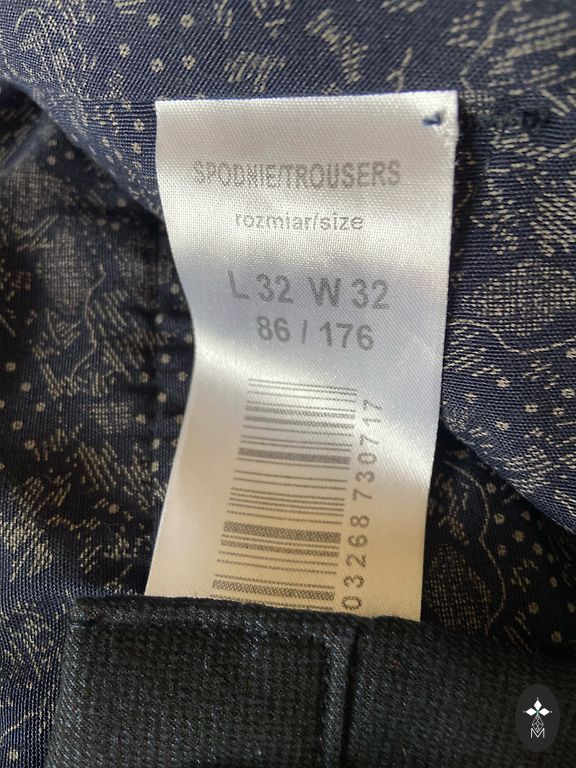 SPODNIE/TROUSERS
rozmiar/size
L 32 W 32
86 / 176
03268 730717
M